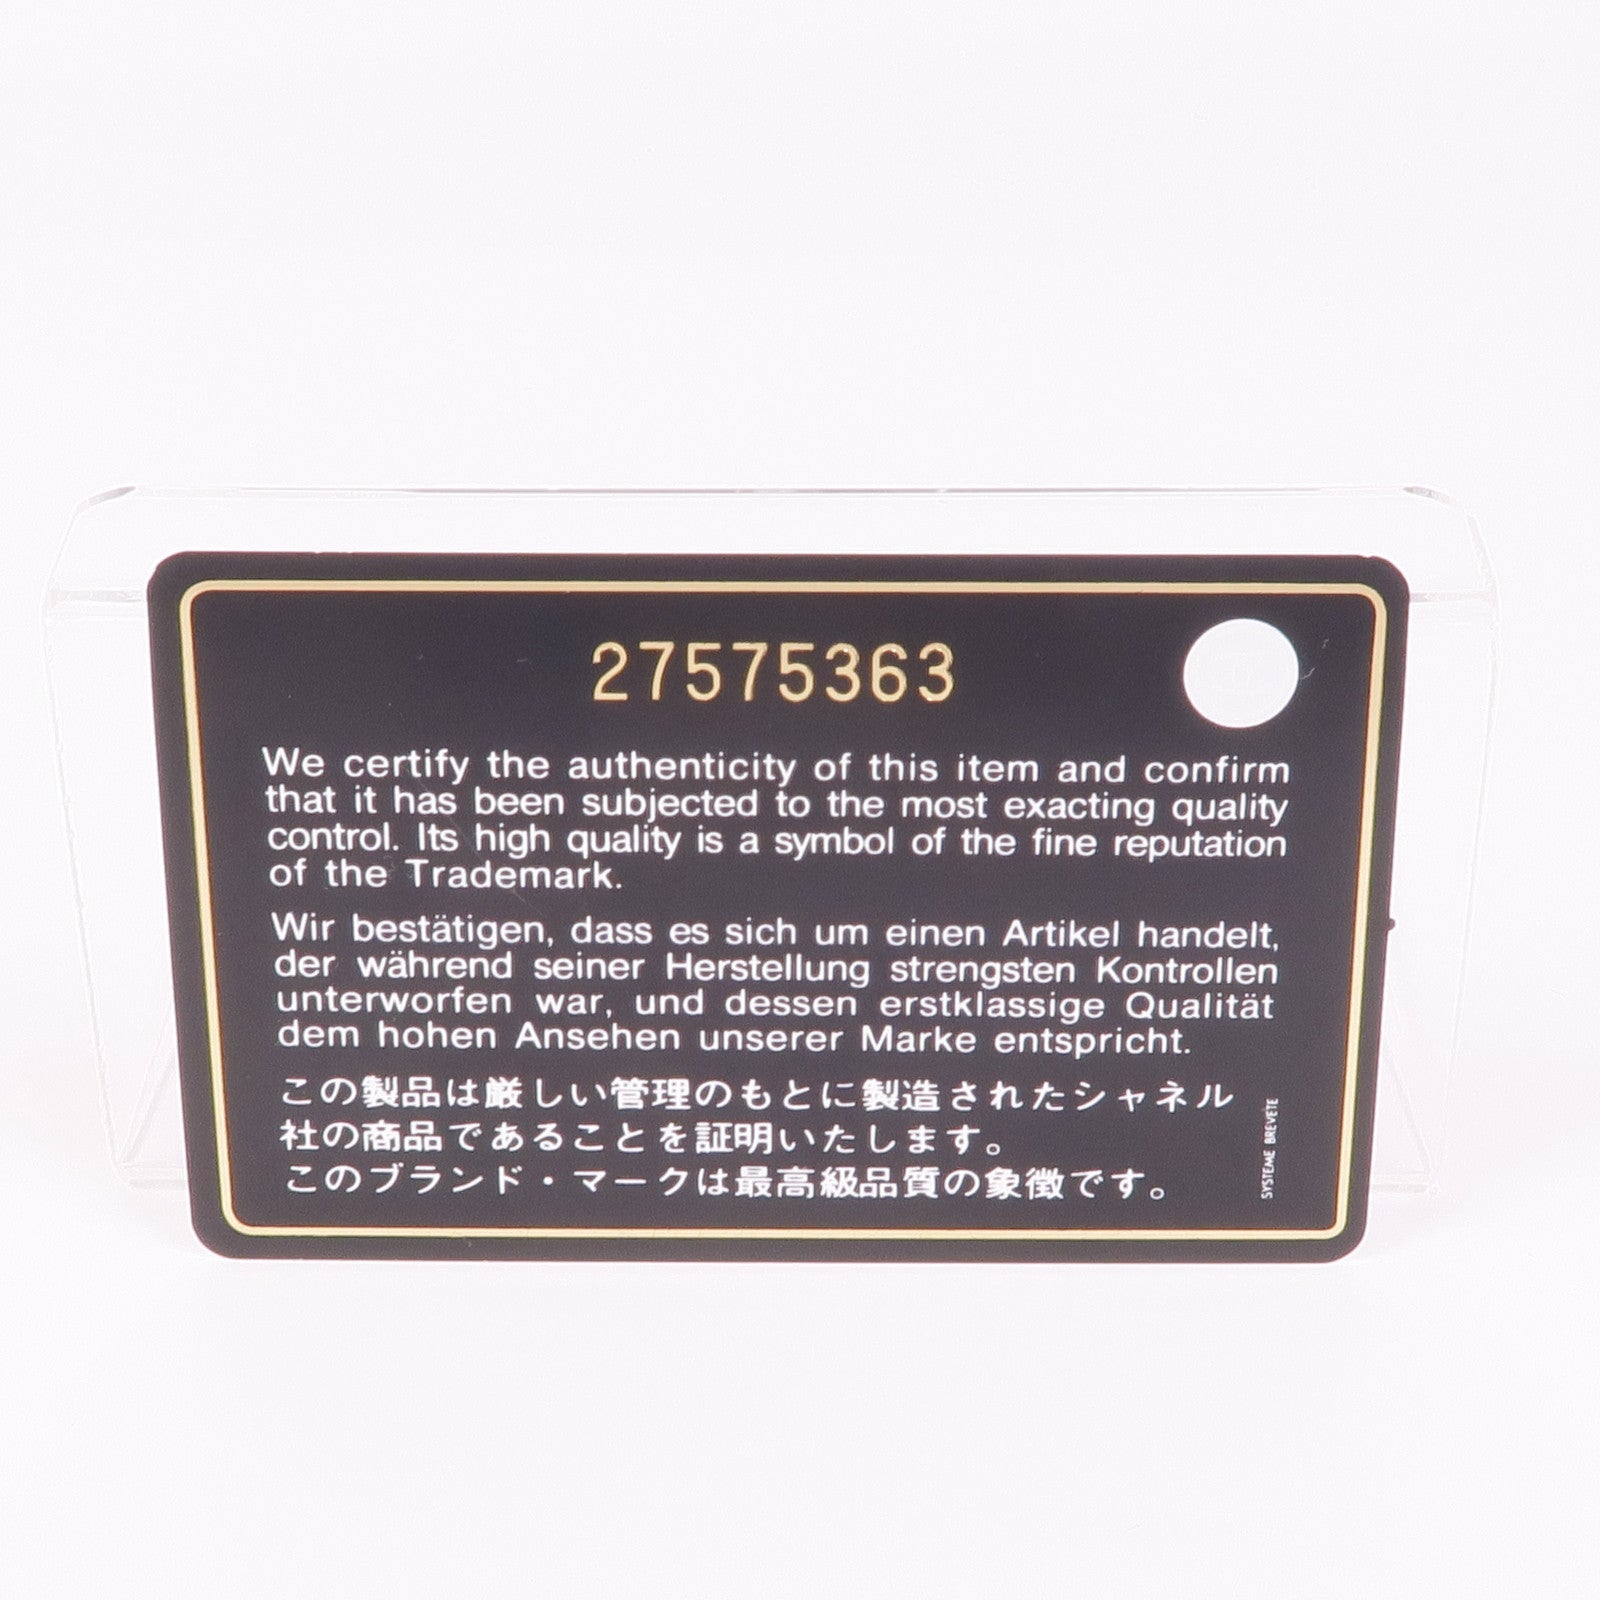 27575363
We certify the authenticity of this item and confirm
that it has been subjected to the most exacting quality
control. Its high quality is a symbol of the fine reputation
of the Trademark.
Wir bestätigen, dass es sich um einen Artikel handelt,
der während seiner Herstellung strengsten Kontrollen
unterworfen war, und dessen erstklassige Qualität
dem hohen Ansehen unserer Marke entspricht.
この製品は厳しい管理のもとに製造されたシャネル
社の商品であることを証明いたします。
このブランド・マークは最高級品質の象徴です。
SYSTEME BREVETE